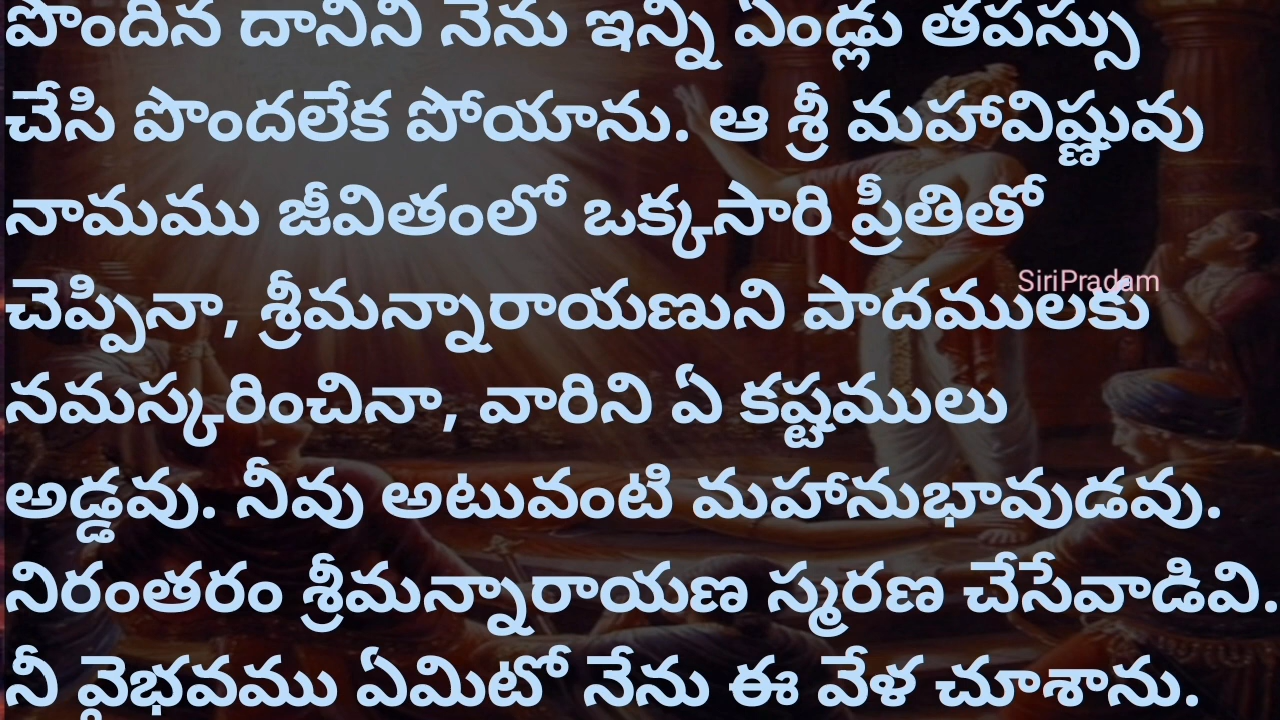 పొందిన దానిని నేను ఇన్ని ఏండ్లు తపస్సు
చేసి పొందలేక పోయాను. ఆ శ్రీ మహావిష్ణువు
నామము జీవితంలో ఒక్కసారి ప్రీతితో
SiriPradam
చెప్పినా, శ్రీమన్నారాయణుని పాదములకు
నమస్కరించినా, వారిని ఏ కష్టములు
అడ్డవు. నీవు అటువంటి మహానుభావుడవు.
నిరంతరం శ్రీమన్నారాయణ స్మరణ చేసేవాడివి.
నీ వైభవము ఏమిటో నేను ఈ వేళ చూశాను.